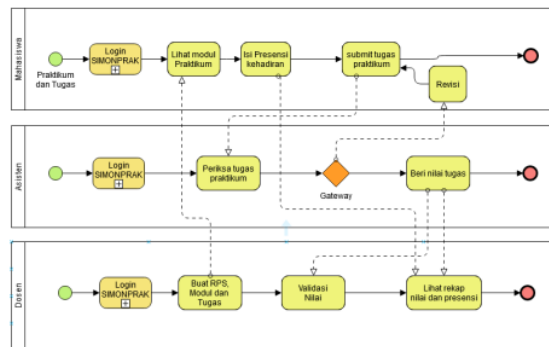 Mahasiswa
Praktikum
dan Tugas
Login
SIMONPRAK
Lihat modul
Praktikum
Isi Presensi
kehadiran
submit tugas
praktikum
Revisi
Asisten
Login
SIMONPRAK
Periksa tugas
praktikum
Gateway
Beri nilai tugas
Dosen
Login
SIMONPRAK
Buat RPS,
Modul dan
Tugas
Validasi
Nilai
Lihat rekap
nilai dan presensi